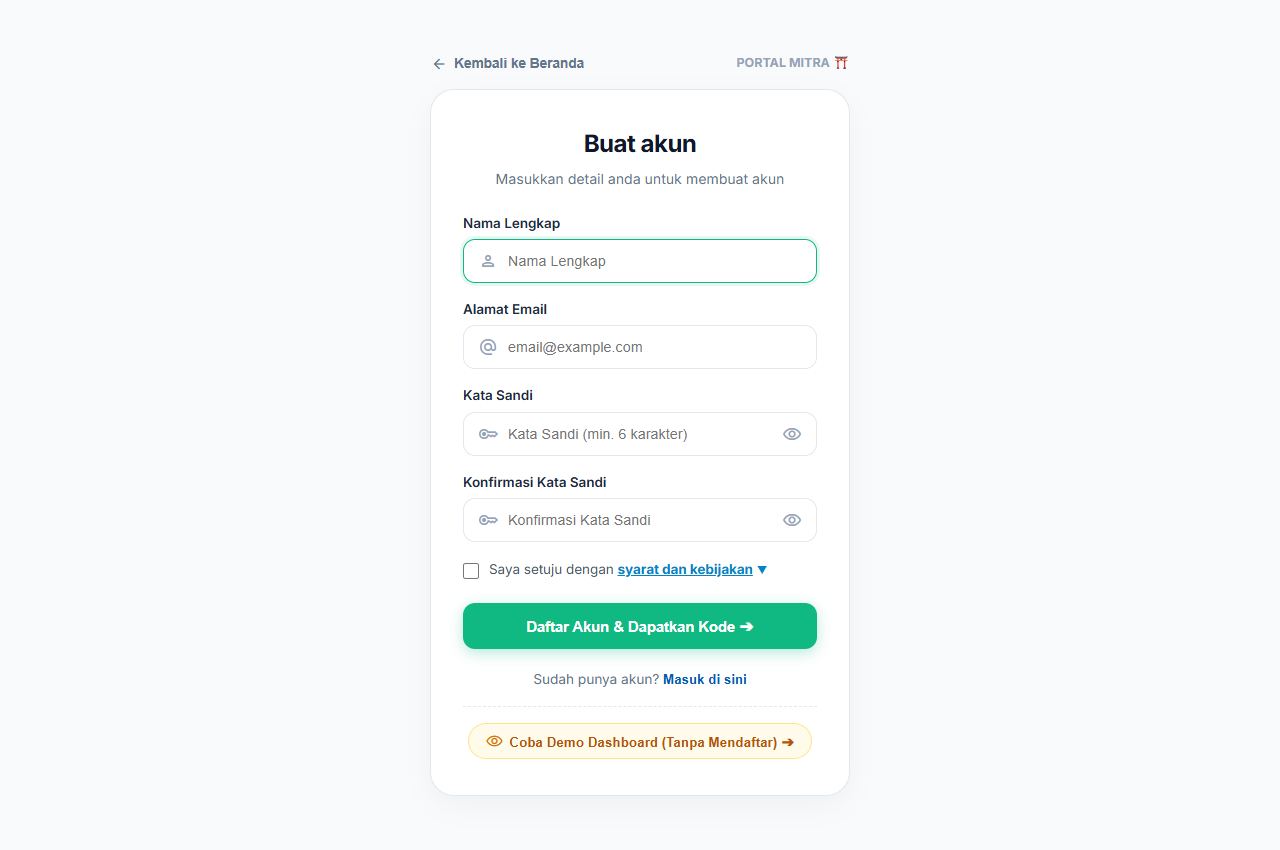 Kembali ke Beranda
PORTAL MITRA ⛩️
Buat akun
Masukkan detail anda untuk membuat akun
Nama Lengkap
Nama Lengkap
Alamat Email
email@example.com
Kata Sandi
Kata Sandi (min. 6 karakter)
Konfirmasi Kata Sandi
Konfirmasi Kata Sandi
Saya setuju dengan syarat dan kebijakan ▼
Daftar Akun & Dapatkan Kode ➔
Sudah punya akun? Masuk di sini
Coba Demo Dashboard (Tanpa Mendaftar) ➔